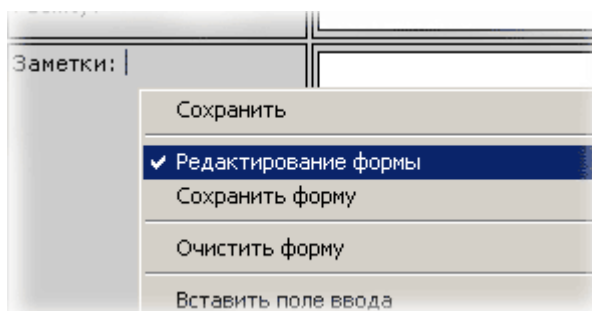 Заметки:
Сохранить
Редактирование формы
Сохранить форму
Очистить форму
Вставить поле ввода